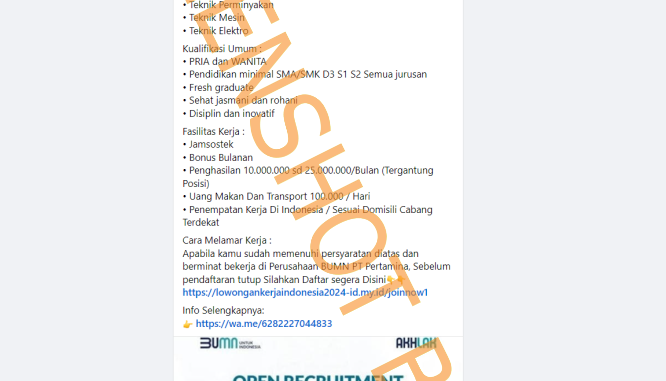 • Teknik Perminyakan
• Teknik Mesin
• Teknik Elektro
Kualifikasi Umum :
• PRIA dan WANITA
• Pendidikan minimal SMA/SMK D3 S1 S2 Semua jurusan
• Fresh graduate
• Sehat jasmani dan rohani
• Disiplin dan inovatif
Fasilitas Kerja :
• Jamsostek
• Bonus Bulanan
• Penghasilan 10.000.000 sd 25.000.000/Bulan (Tergantung
Posisi)
• Uang Makan Dan Transport 100.000 / Hari
• Penempatan Kerja Di Indonesia / Sesuai Domisili Cabang
Terdekat
Cara Melamar Kerja :
Apabila kamu sudah memenuhi persyaratan diatas dan
berminat bekerja di Perusahaan BUMN PT Pertamina, Sebelum
pendaftaran tutup Silahkan Daftar segera Disini👇👇
https://lowongankerjaindonesia2024-id.my.id/joinnow1
Info Selengkapnya:
👉 https://wa.me/6282227044833
BUMN UNTUK INDONESIA
AKHLAK
OPEN RECRUITMENT
ENSHOT B